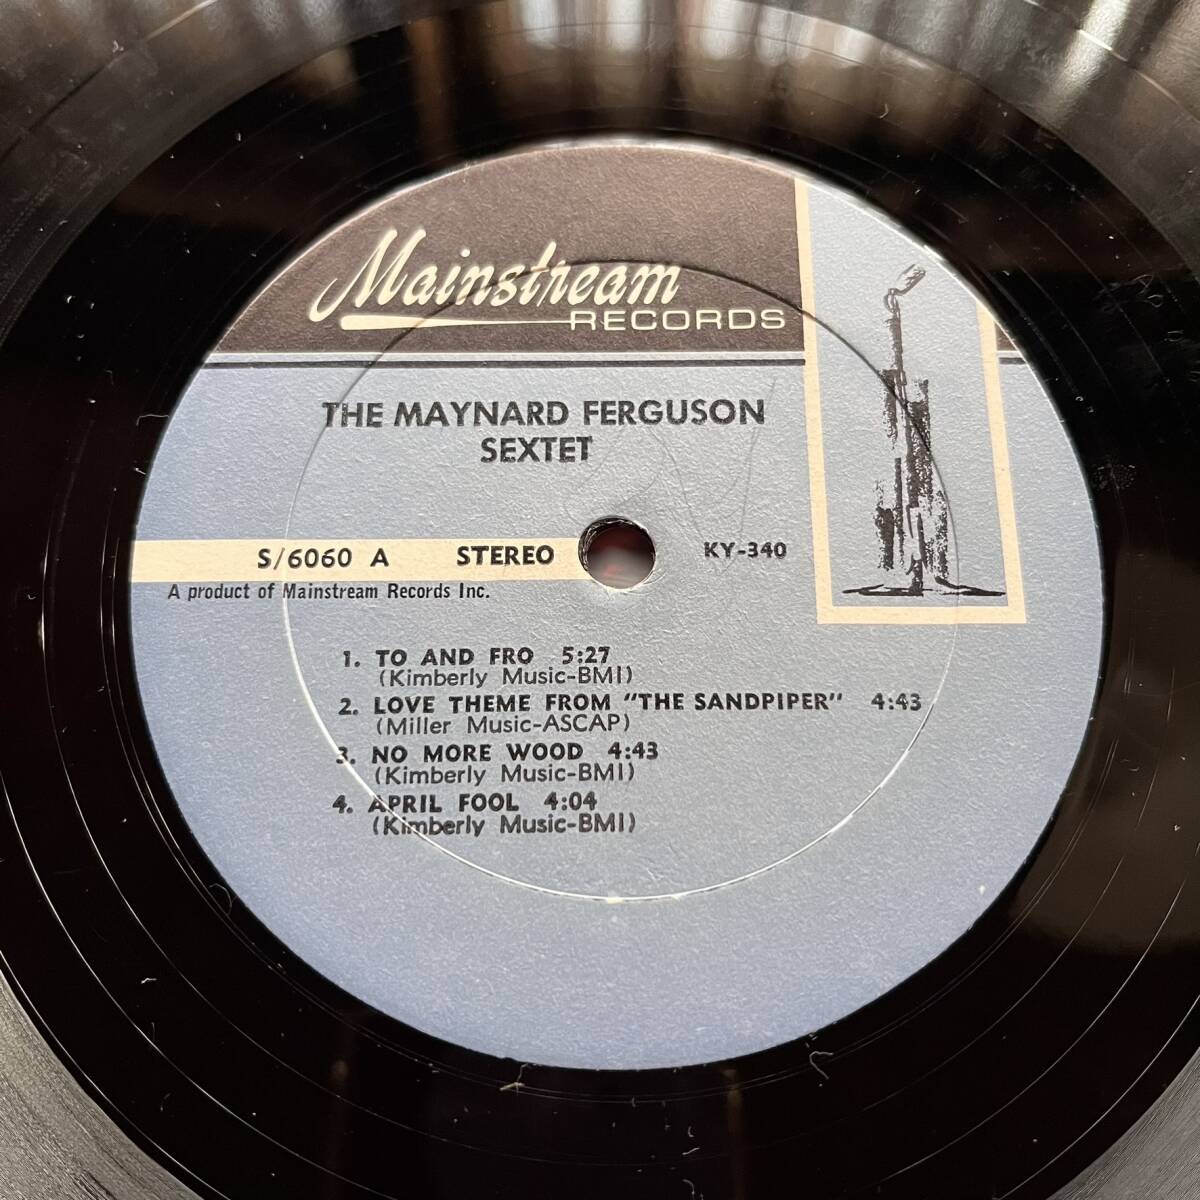 Mainstream
RECORDS
THE MAYNARD FERGUSON
SEXTET
S/6060 A STEREO KY-340
A product of Mainstream Records Inc.
1. TO AND FRO 5:27
(Kimberly Music-BMI)
2. LOVE THEME FROM "THE SANDPIPER" 4:43
(Miller Music-ASCAP)
3. NO MORE WOOD 4:43
(Kimberly Music-BMI)
4. APRIL FOOL 4:04
(Kimberly Music-BMI)